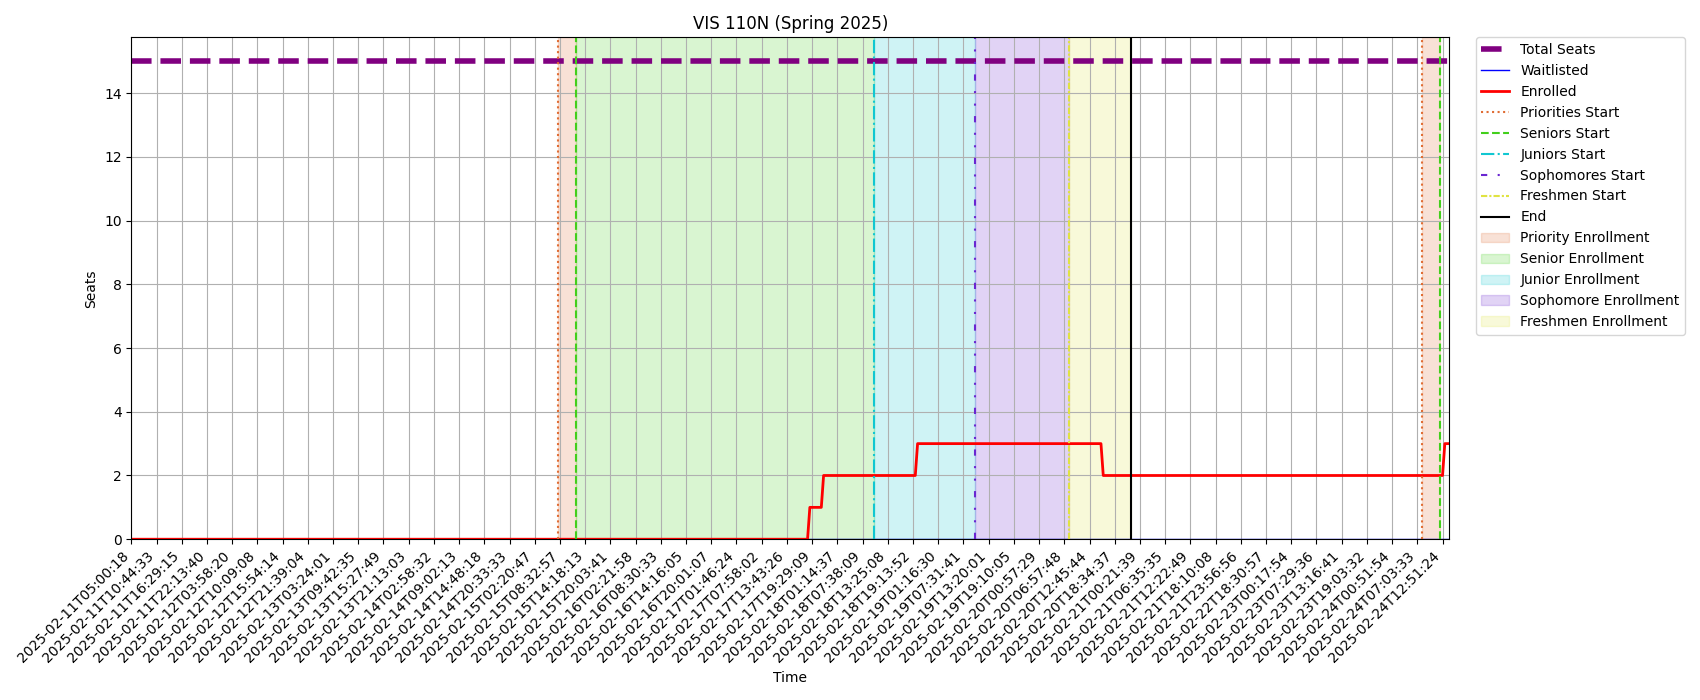 VIS 110N (Spring 2025)
Seats
14
12
10
8
6
4
2
0
2025-02-11T05:00:18
2025-02-11T10:44:33
2025-02-11T16:29:15
2025-02-11T22:13:40
2025-02-12T03:58:20
2025-02-12T10:09:08
2025-02-12T15:54:14
2025-02-12T21:39:04
2025-02-13T03:24:01
2025-02-13T09:42:35
2025-02-13T15:27:49
2025-02-13T21:13:03
2025-02-14T02:58:32
2025-02-14T09:02:13
2025-02-14T14:48:18
2025-02-14T20:33:33
2025-02-15T02:20:47
2025-02-15T08:32:57
2025-02-15T14:18:13
2025-02-15T20:03:41
2025-02-16T02:21:58
2025-02-16T08:30:33
2025-02-16T14:16:05
2025-02-16T20:01:07
2025-02-17T01:46:24
2025-02-17T07:58:02
2025-02-17T13:43:26
2025-02-17T19:29:09
2025-02-18T01:14:37
2025-02-18T07:38:09
2025-02-18T13:25:08
2025-02-18T19:13:52
2025-02-19T01:16:30
2025-02-19T07:31:41
2025-02-19T13:20:01
2025-02-19T19:10:05
2025-02-20T00:57:29
2025-02-20T06:57:48
2025-02-20T12:45:44
2025-02-20T18:34:37
2025-02-21T00:21:39
2025-02-21T06:35:35
2025-02-21T12:22:49
2025-02-21T18:10:08
2025-02-21T23:56:56
2025-02-22T18:30:57
2025-02-23T00:17:54
2025-02-23T07:29:36
2025-02-23T13:16:41
2025-02-23T19:03:32
2025-02-24T00:51:54
2025-02-24T07:03:33
2025-02-24T12:51:24
Time
Total Seats
Waitlisted
Enrolled
Priorities Start
Seniors Start
Juniors Start
Sophomores Start
Freshmen Start
End
Priority Enrollment
Senior Enrollment
Junior Enrollment
Sophomore Enrollment
Freshmen Enrollment